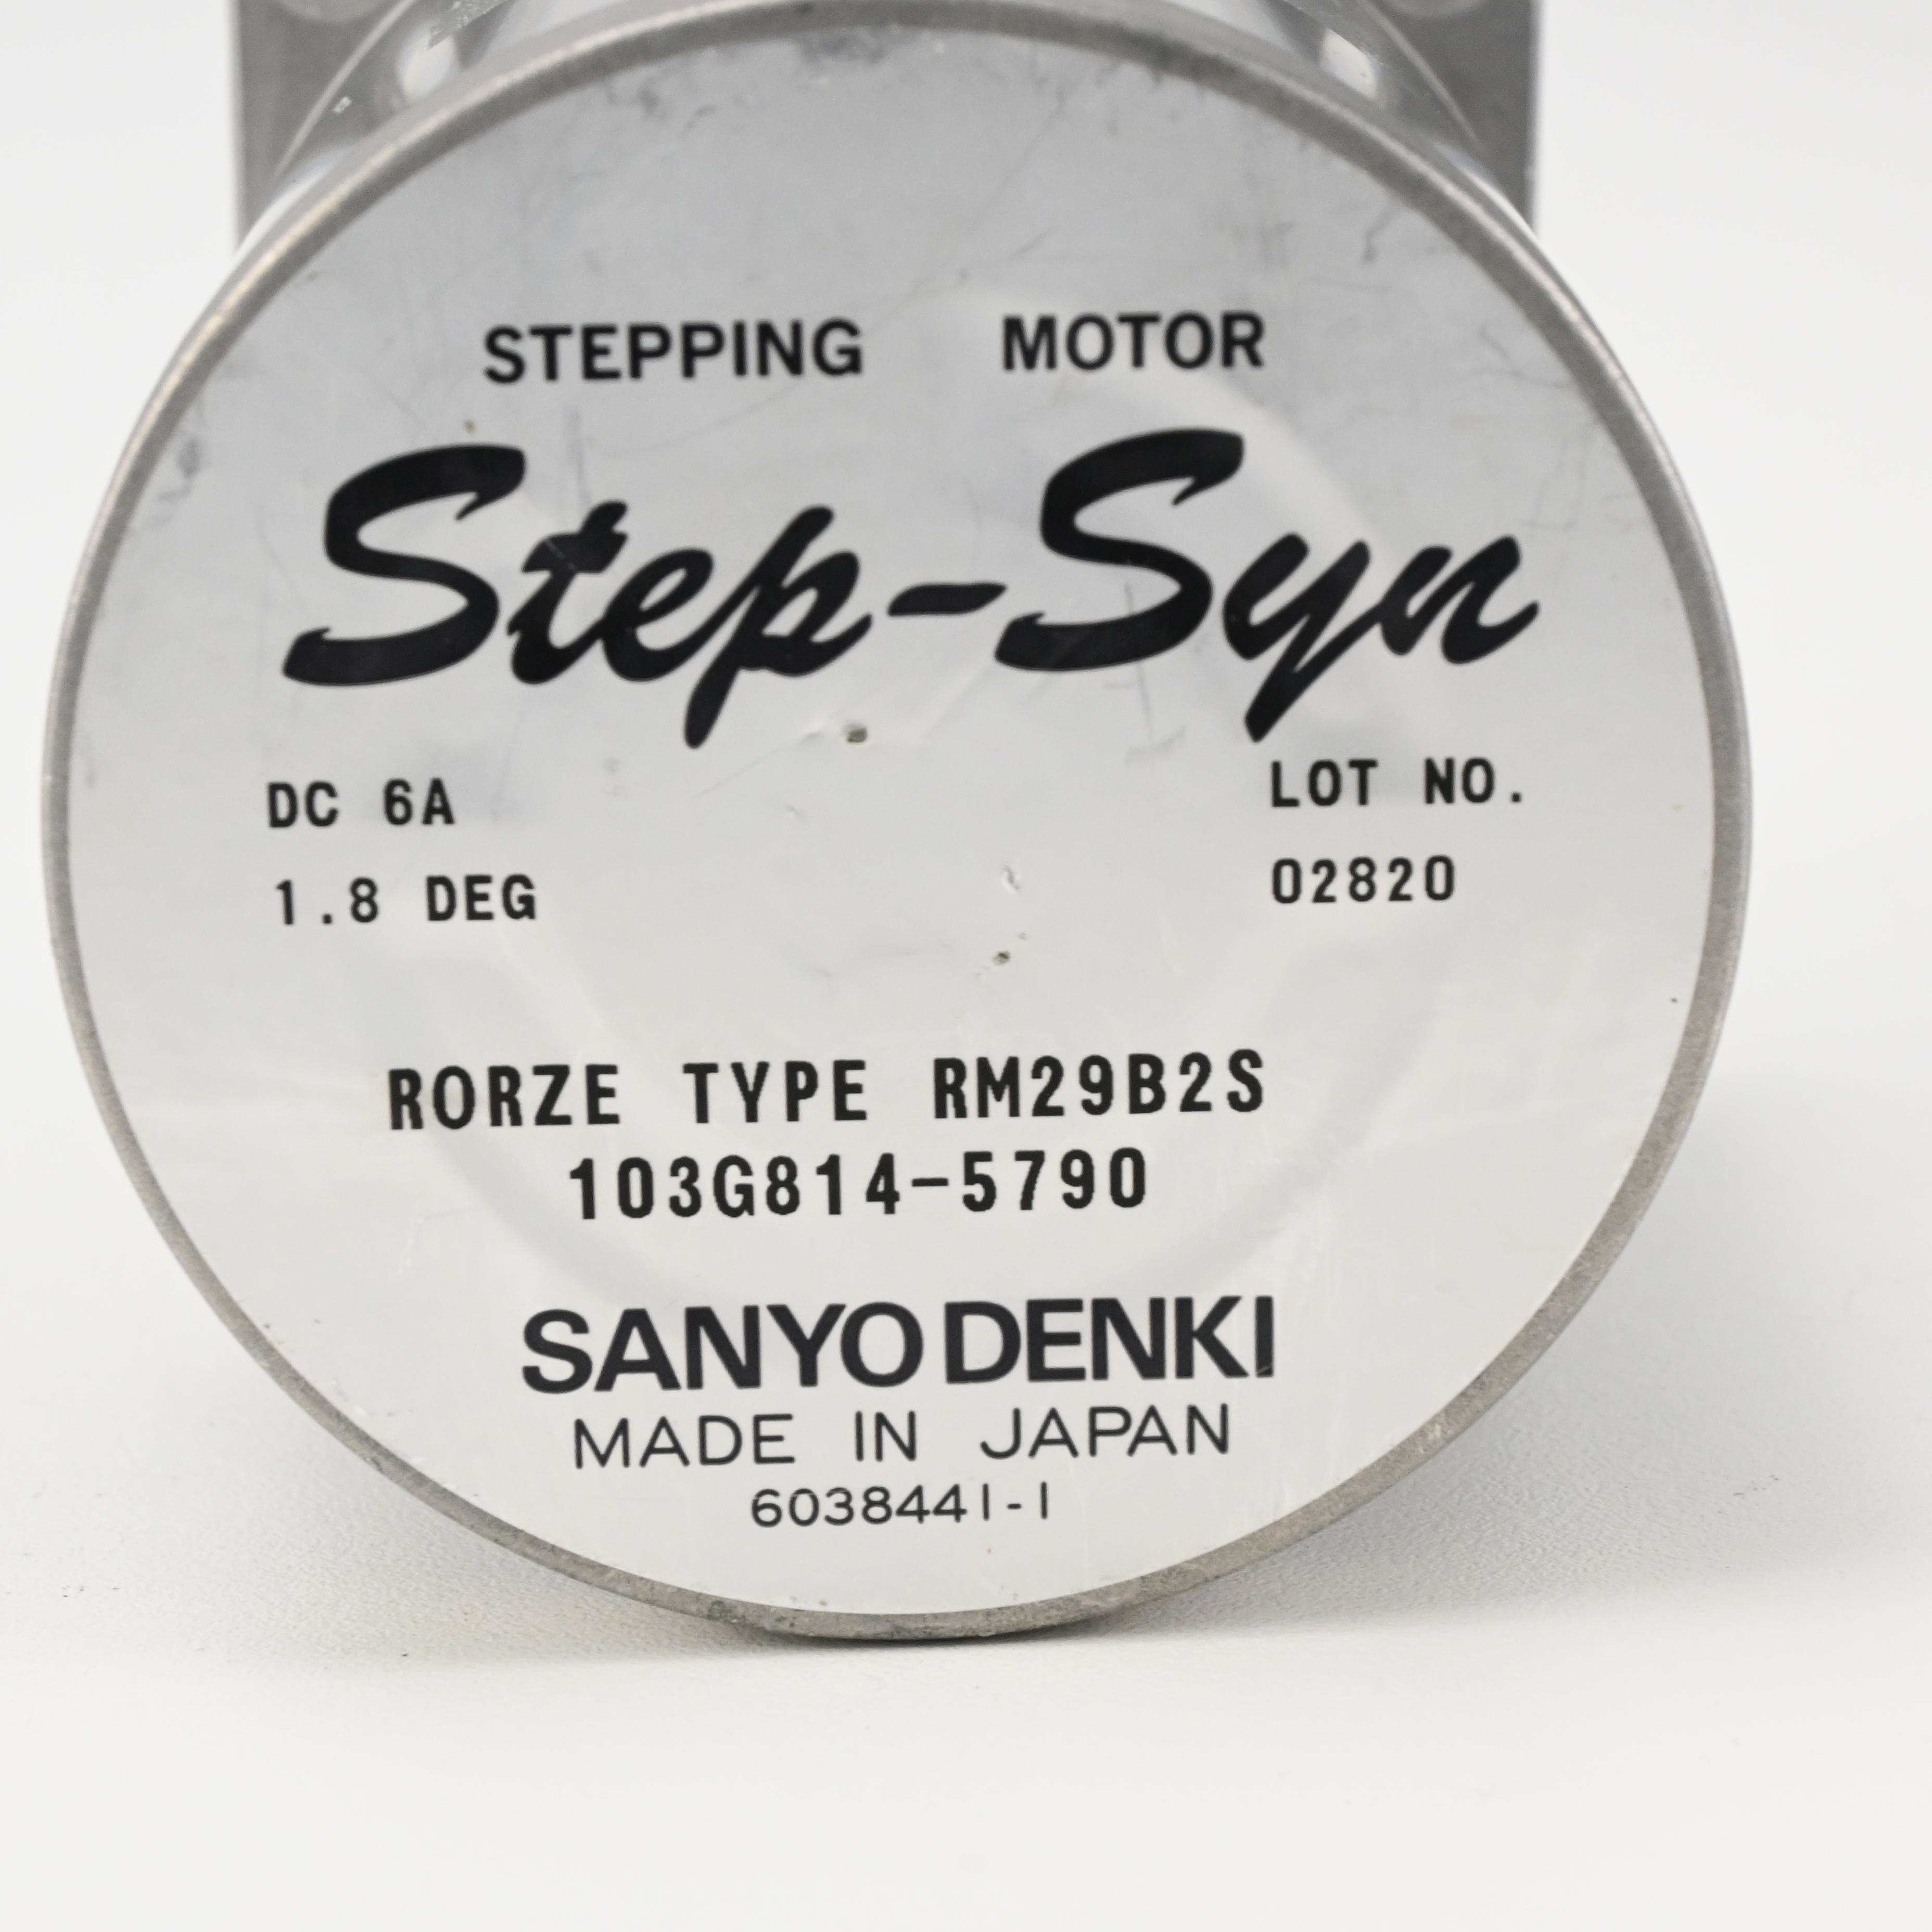 STEPPING MOTOR
Step-Syn
DC 6A
1.8 DEG
LOT NO.
02820
RORZE TYPE RM29B2S
103G814-5790
SANYO DENKI
MADE IN JAPAN
6038441-1